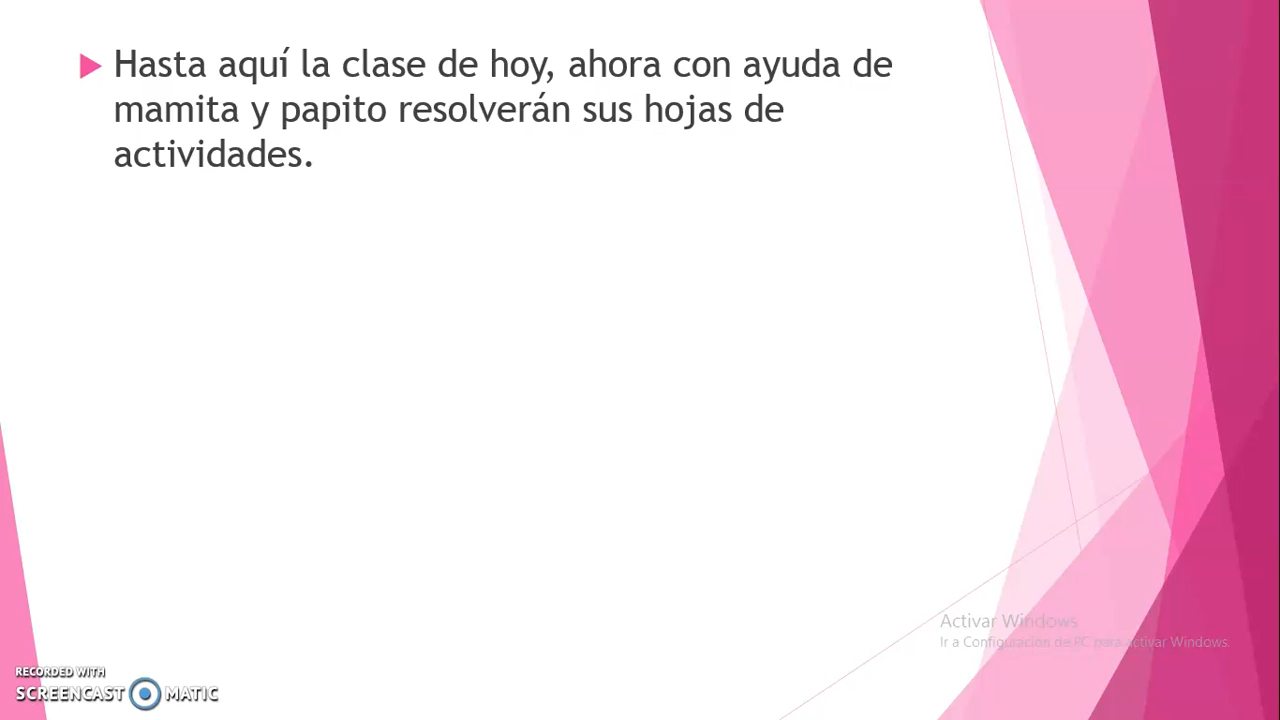 Hasta aquí la clase de hoy, ahora con ayuda de
mamita y papito resolverán sus hojas de
actividades.
Activar Windows
Ir a Configuración de PC para activar Windows.
RECORDED WITH
SCREENCAST MATIC